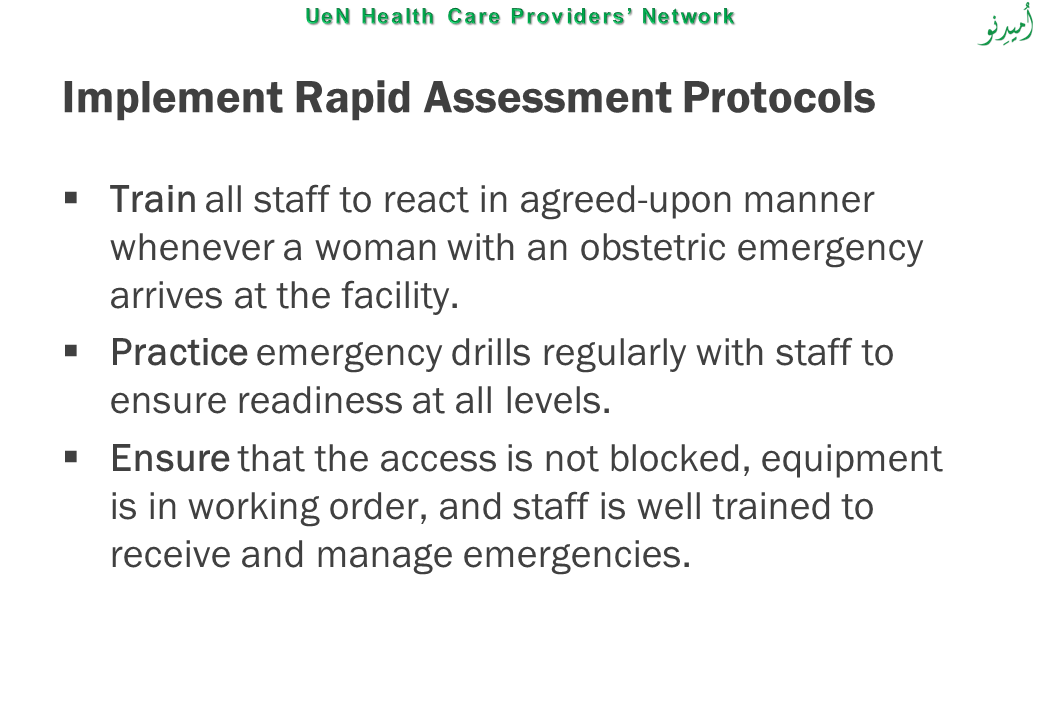 UeN Health Care Providers’ Network
اُمیدِنو
Implement Rapid Assessment Protocols
▪ Train all staff to react in agreed-upon manner
whenever a woman with an obstetric emergency
arrives at the facility.
▪ Practice emergency drills regularly with staff to
ensure readiness at all levels.
▪ Ensure that the access is not blocked, equipment
is in working order, and staff is well trained to
receive and manage emergencies.